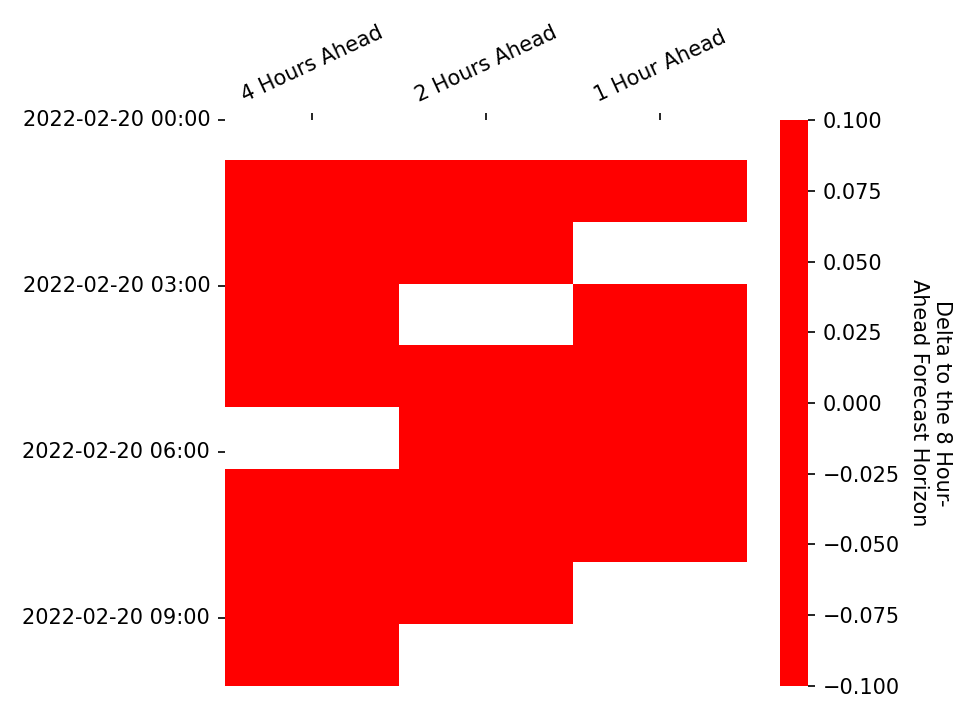 4 Hours Ahead
2 Hours Ahead
1 Hour Ahead
2022-02-20 00:00
2022-02-20 03:00
2022-02-20 06:00
2022-02-20 09:00
0.100
0.075
0.050
0.025
0.000
−0.025
−0.050
−0.075
−0.100
Delta to the 8 Hour-
Ahead Forecast Horizon